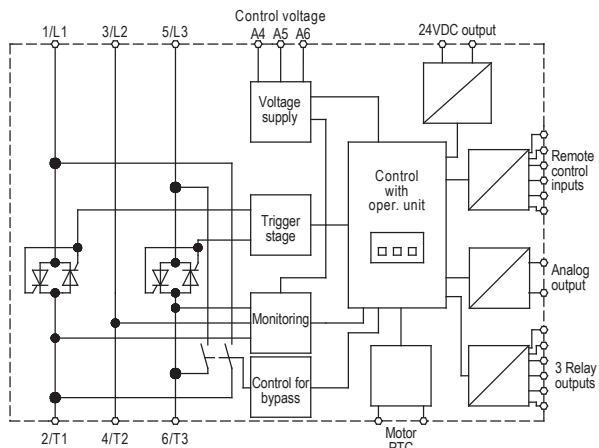 Control voltage
1/L1 3/L2 5/L3 A4 A5 A6 24VDC output
Voltage
supply
Control
with
oper. unit
Remote
control
inputs
Trigger
stage
Analog
output
Monitoring
Control for
bypass
3 Relay
outputs
2/T1 4/T2 6/T3
Motor
PTC